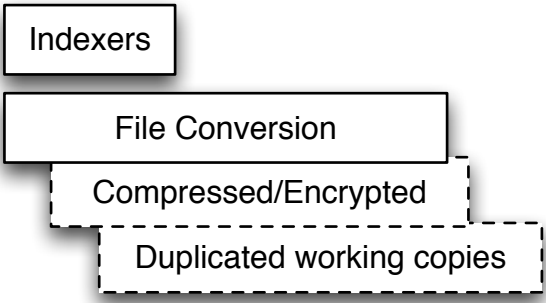 Indexers
File Conversion
Compressed/Encrypted
Duplicated working copies